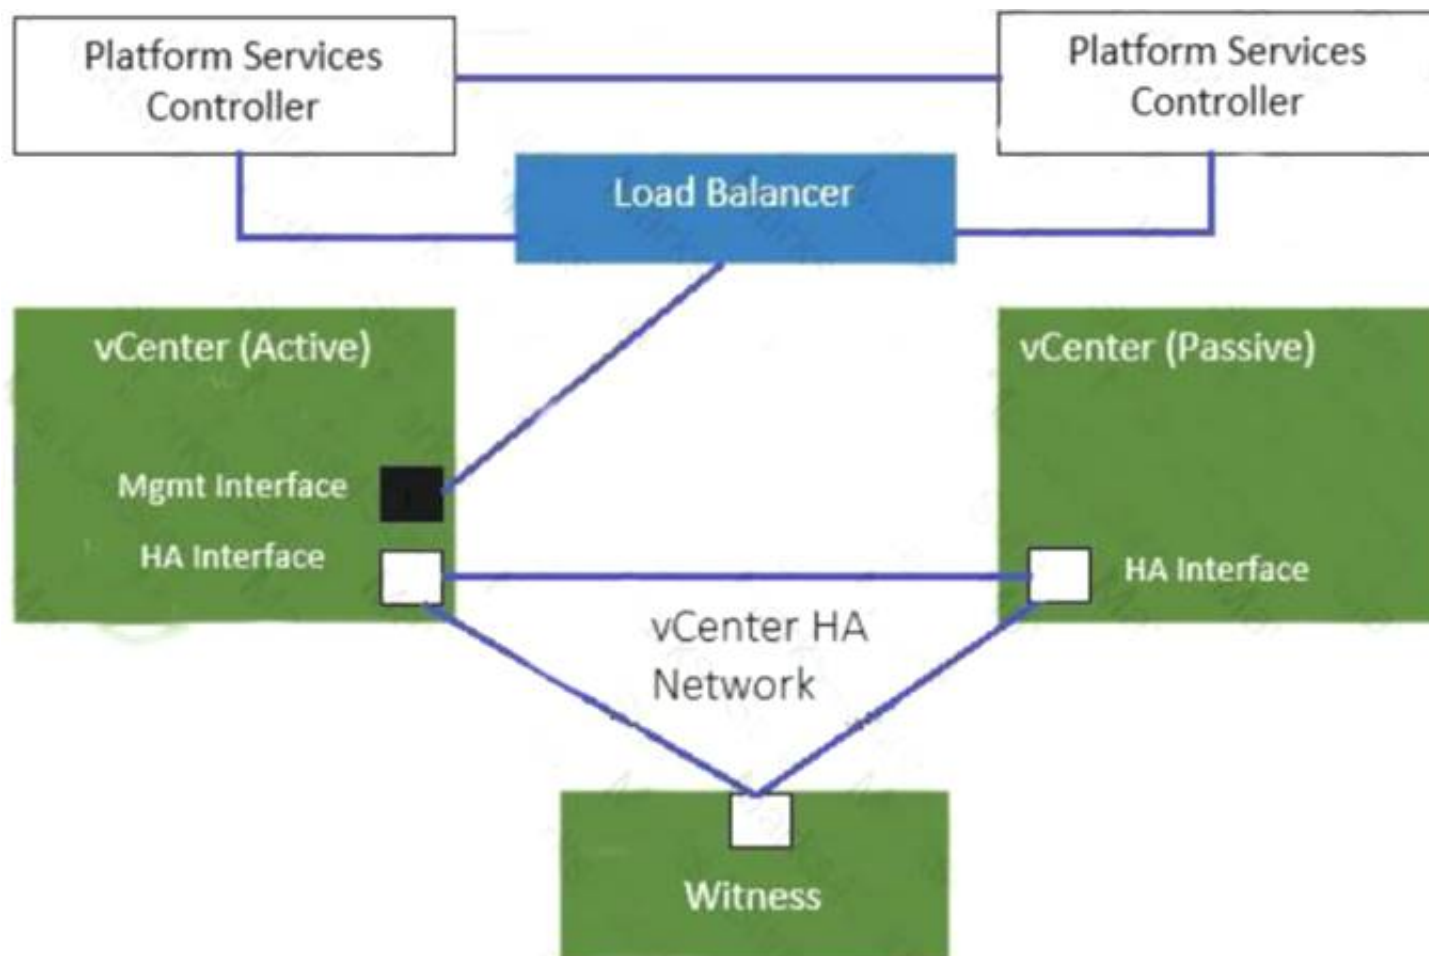 Platform Services
Controller
Platform Services
Controller
Load Balancer
vCenter (Active)
vCenter (Passive)
Mgmt Interface
HA Interface
HA Interface
vCenter HA
Network
Witness